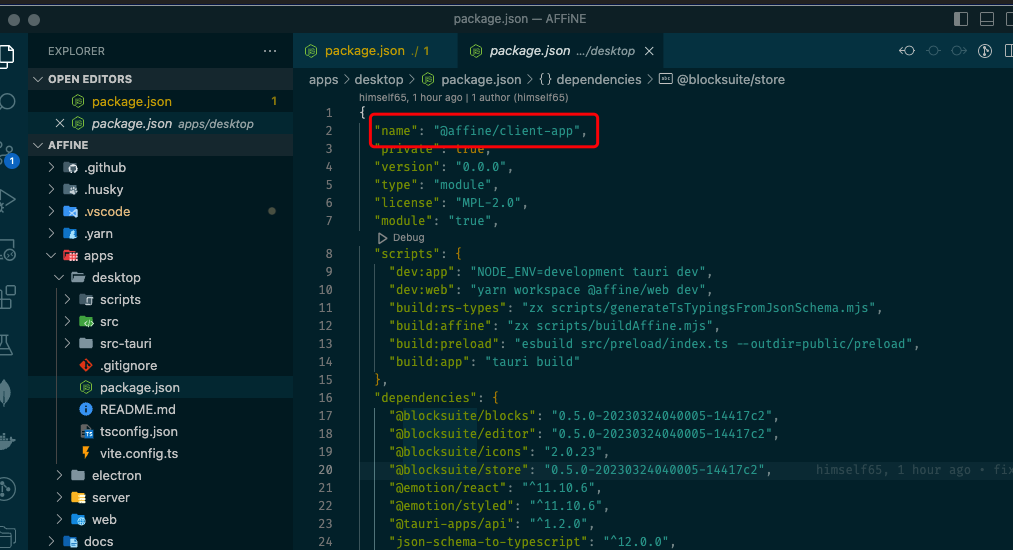 package.json — AFFiNE
EXPLORER ···
OPEN EDITORS
package.json 1
package.json apps/desktop
AFFINE
.github
.husky
.vscode
.yarn
apps
desktop
scripts
src
src-tauri
.gitignore
package.json
README.md
tsconfig.json
vite.config.ts
electron
server
web
docs
1
package.json ./ 1
package.json .../desktop
apps > desktop > package.json > {} dependencies > abc @blocksuite/store
himself65, 1 hour ago | 1 author (himself65)
1 {
2 "name": "@affine/client-app",
3 "private": true,
4 "version": "0.0.0",
5 "type": "module",
6 "license": "MPL-2.0",
7 "module": "true",
Debug
8 "scripts": {
9 "dev:app": "NODE_ENV=development tauri dev",
10 "dev:web": "yarn workspace @affine/web dev",
11 "build:rs-types": "zx scripts/generateTsTypingsFromJsonSchema.mjs",
12 "build:affine": "zx scripts/buildAffine.mjs",
13 "build:preload": "esbuild src/preload/index.ts --outdir=public/preload",
14 "build:app": "tauri build"
15 },
16 "dependencies": {
17 "@blocksuite/blocks": "0.5.0-20230324040005-14417c2",
18 "@blocksuite/editor": "0.5.0-20230324040005-14417c2",
19 "@blocksuite/icons": "2.0.23",
20 "@blocksuite/store": "0.5.0-20230324040005-14417c2", himself65, 1 hour ago • fix
21 "@emotion/react": "^11.10.6",
22 "@emotion/styled": "^11.10.6",
23 "@tauri-apps/api": "^1.2.0",
24 "json-schema-to-typescript": "^12.0.0",